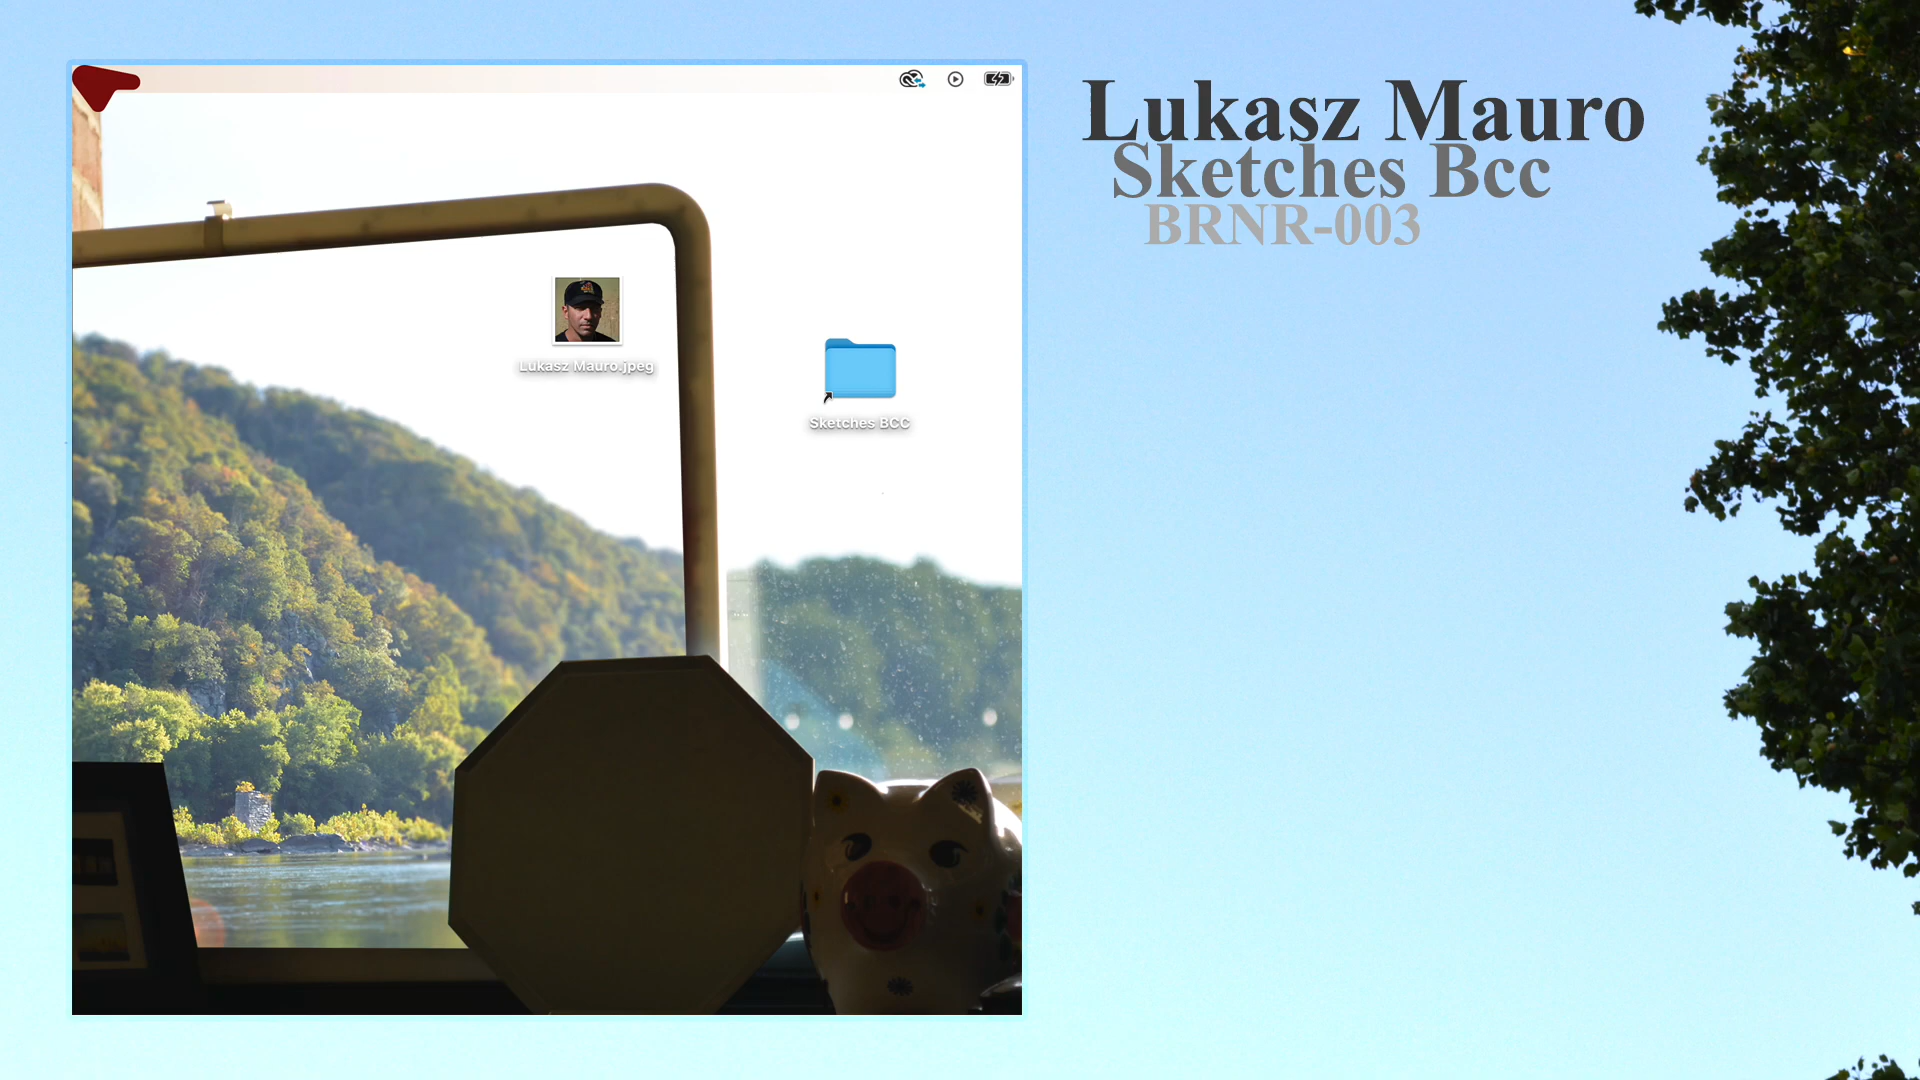 Lukasz Mauro
Sketches Bcc
BRNR-003
Lukasz Mauro.jpeg
Sketches BCC